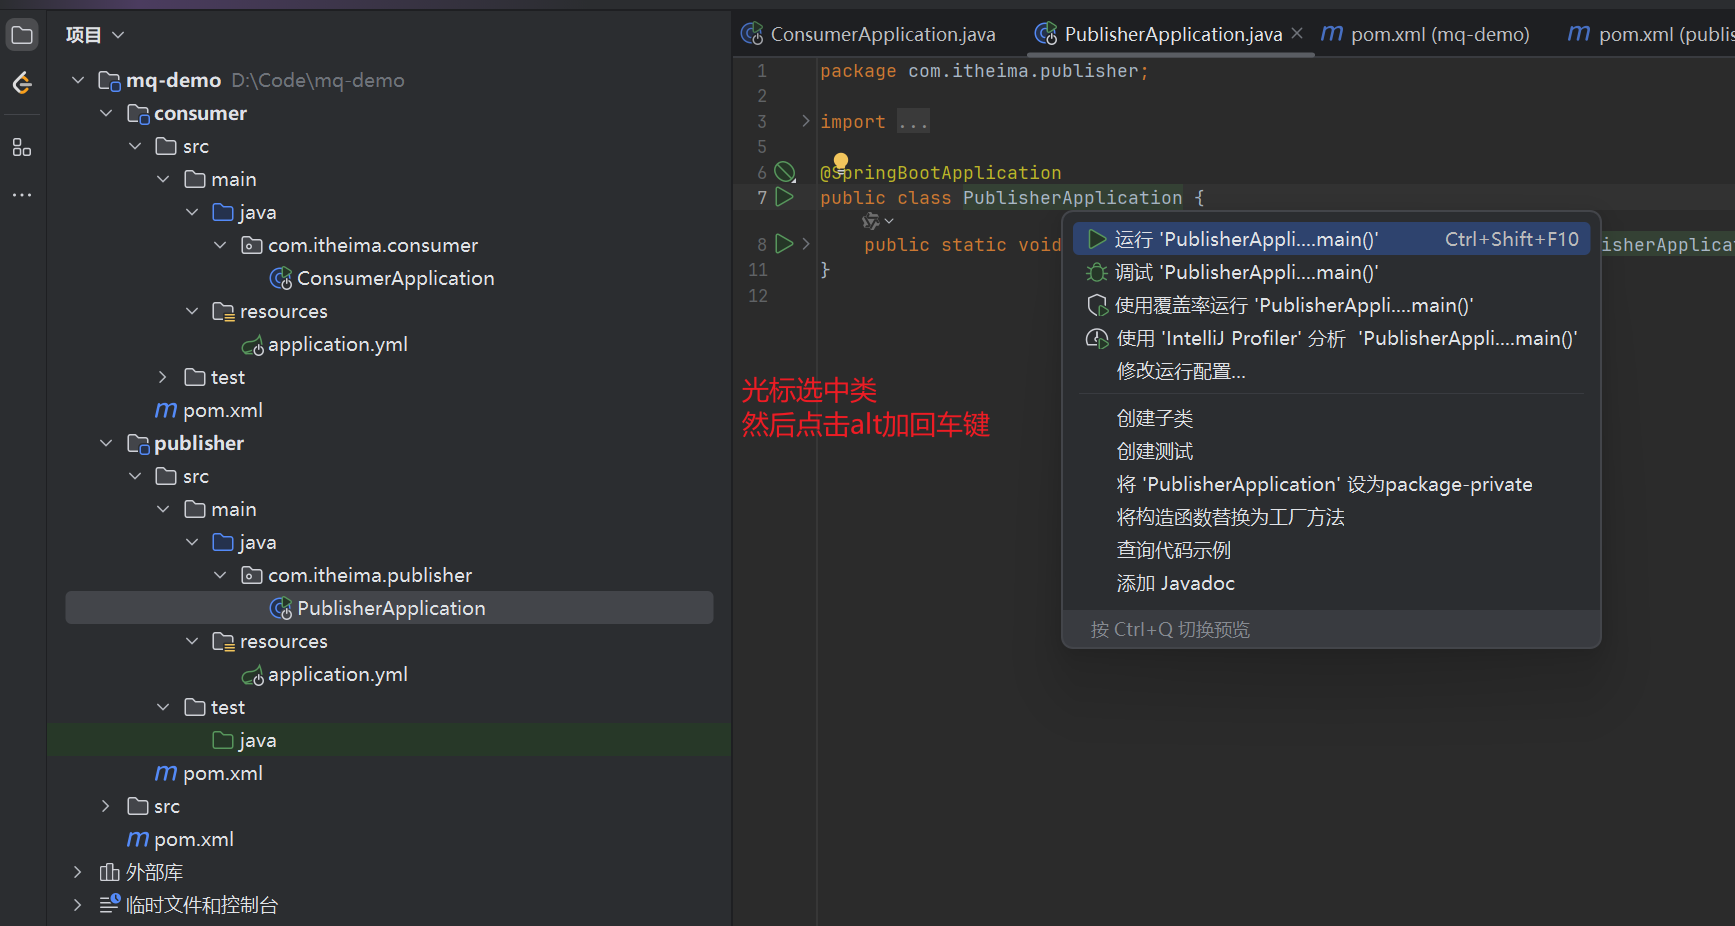 项目
mq-demo D:\Code\mq-demo
consumer
src
main
java
com.itheima.consumer
ConsumerApplication
resources
application.yml
test
pom.xml
publisher
src
main
java
com.itheima.publisher
PublisherApplication
resources
application.yml
test
java
pom.xml
src
pom.xml
外部库
临时文件和控制台
ConsumerApplication.java PublisherApplication.java pom.xml (mq-demo) pom.xml (publis
1 package com.itheima.publisher;
2
3 import ...
5
6 @SpringBootApplication
7 public class PublisherApplication {
8 public static void isherApplica
11 }
12
光标选中类
然后点击alt加回车键
运行 'PublisherAppli....main()' Ctrl+Shift+F10
调试 'PublisherAppli....main()'
使用覆盖率运行 'PublisherAppli....main()'
使用 'IntelliJ Profiler' 分析 'PublisherAppli....main()'
修改运行配置...
创建子类
创建测试
将 'PublisherApplication' 设为package-private
将构造函数替换为工厂方法
查询代码示例
添加 Javadoc
按 Ctrl+Q 切换预览